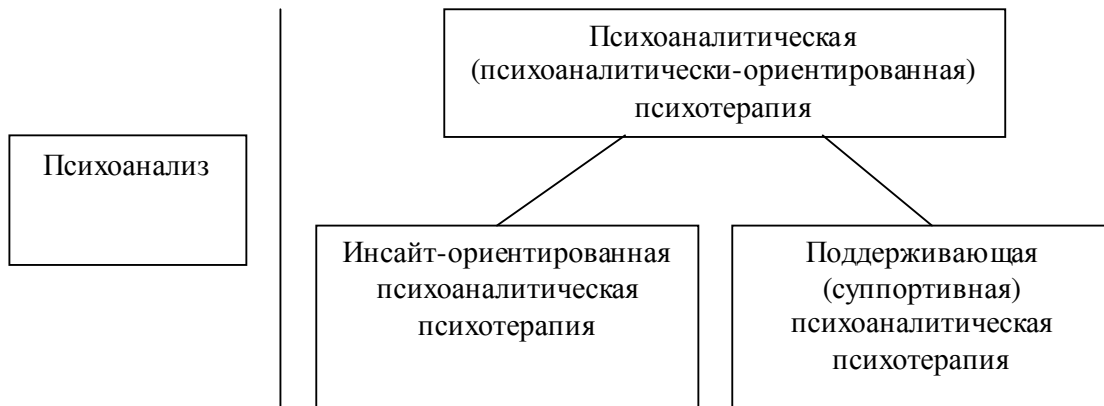 Психоаналитическая
(психоаналитически-ориентированная)
психотерапия
Психоанализ
Инсайт-ориентированная
психоаналитическая
психотерапия
Поддерживающая
(суппортивная)
психоаналитическая
психотерапия